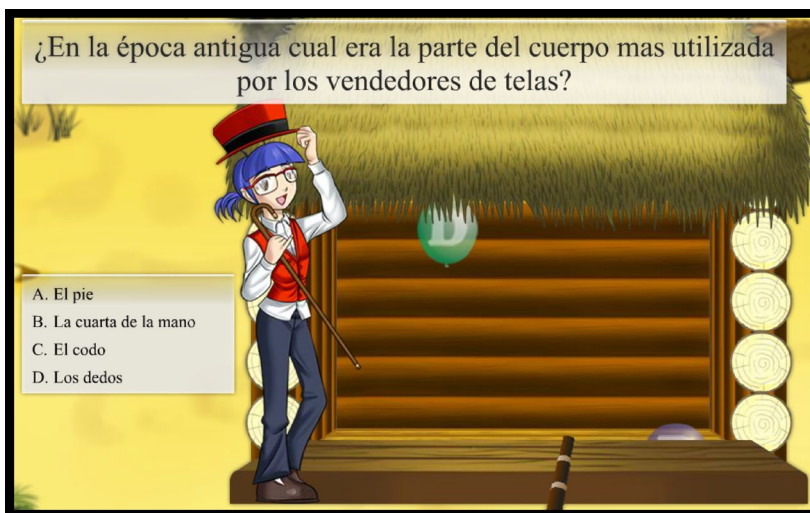 ¿En la época antigua cual era la parte del cuerpo mas utilizada
por los vendedores de telas?
D
A. El pie
B. La cuarta de la mano
C. El codo
D. Los dedos